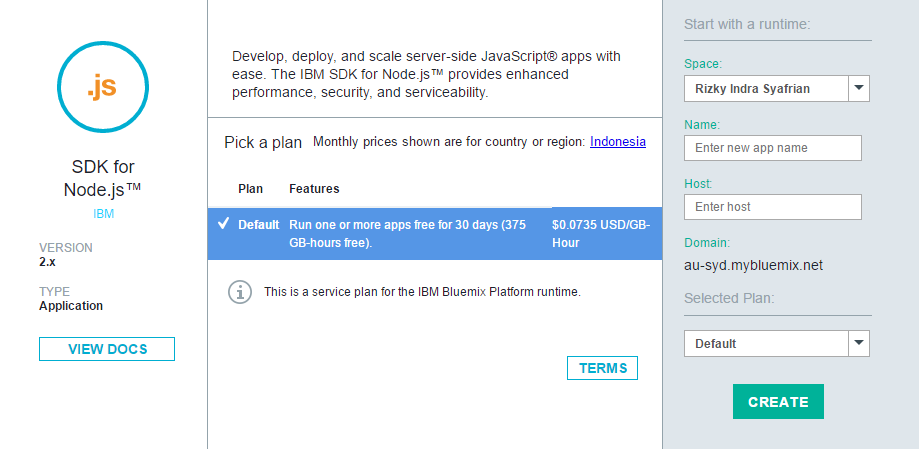 .js
SDK for
Node.js™
IBM
VERSION
2.x
TYPE
Application
VIEW DOCS
Develop, deploy, and scale server-side JavaScript® apps with
ease. The IBM SDK for Node.js™ provides enhanced
performance, security, and serviceability.
Pick a plan Monthly prices shown are for country or region: Indonesia
Plan Features
Default Run one or more apps free for 30 days (375 $0.0735 USD/GB-
GB-hours free). Hour
This is a service plan for the IBM Bluemix Platform runtime.
TERMS
Start with a runtime:
Space:
Rizky Indra Syafrian
Name:
Enter new app name
Host:
Enter host
Domain:
au-syd.mybluemix.net
Selected Plan:
Default
CREATE